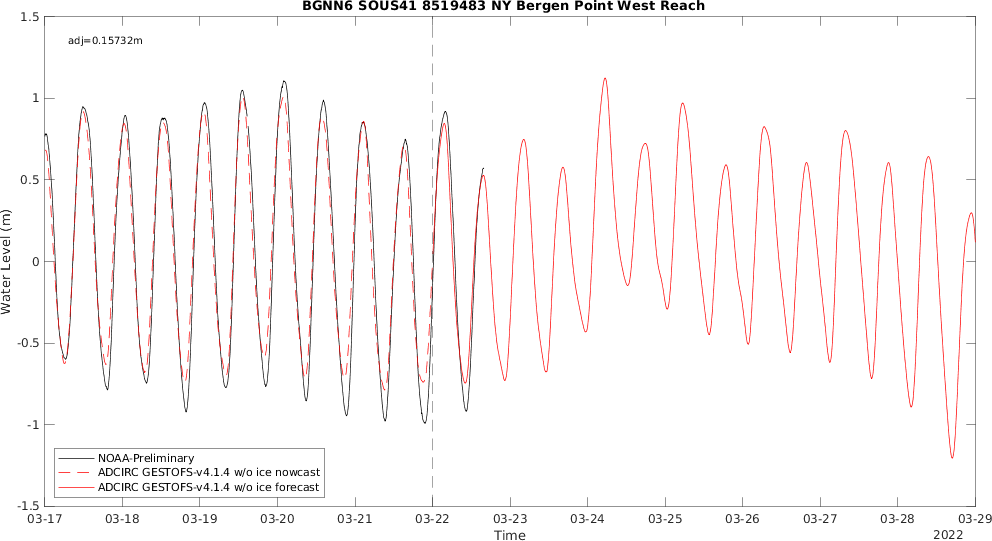 BGNN6 SOUS41 8519483 NY Bergen Point West Reach
adj=0.15732m
1.5
1
0.5
0
-0.5
-1
-1.5
Water Level (m)
NOAA-Preliminary
ADCIRC GESTOFS-v4.1.4 w/o ice nowcast
ADCIRC GESTOFS-v4.1.4 w/o ice forecast
03-17 03-18 03-19 03-20 03-21 03-22 03-23 03-24 03-25 03-26 03-27 03-28 03-29
Time
2022